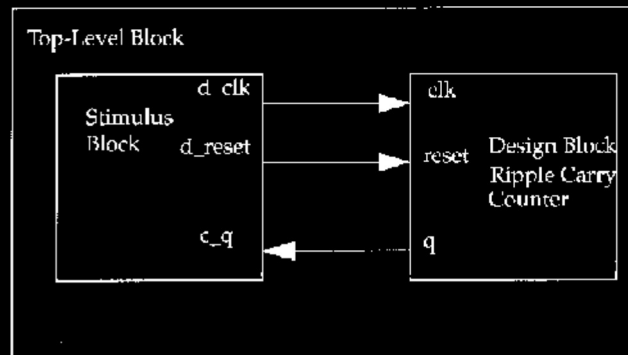 Top-Level Block
Stimulus
Block
d_clk
d_reset
c_q
clk
reset
q
Design Block
Ripple Carry
Counter